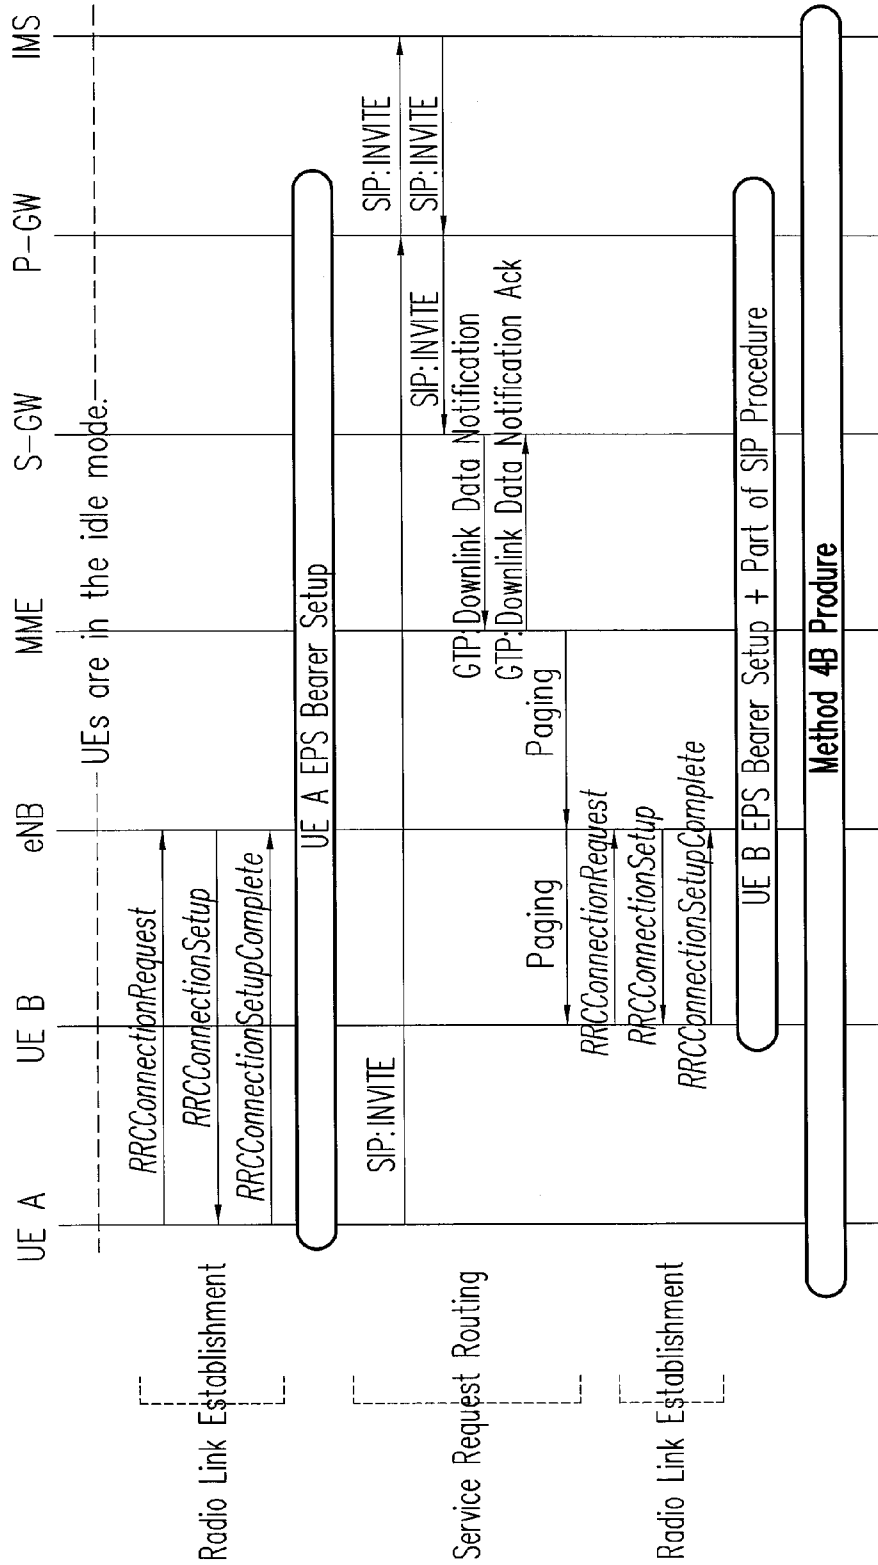 UE A
UE B
eNB
MME
S-GW
P-GW
IMS
UEs are in the idle mode.
Radio Link Establishment
RRCConnectionRequest
RRCConnectionSetup
RRCConnectionSetupComplete
UE A EPS Bearer Setup
Service Request Routing
SIP:INVITE
SIP:INVITE
SIP:INVITE
SIP:INVITE
GTP:Downlink Data Notification
GTP:Downlink Data Notification Ack
Paging
Paging
Radio Link Establishment
RRCConnectionRequest
RRCConnectionSetup
RRCConnectionSetupComplete
UE B EPS Bearer Setup + Part of SIP Procedure
Method 4B Produre